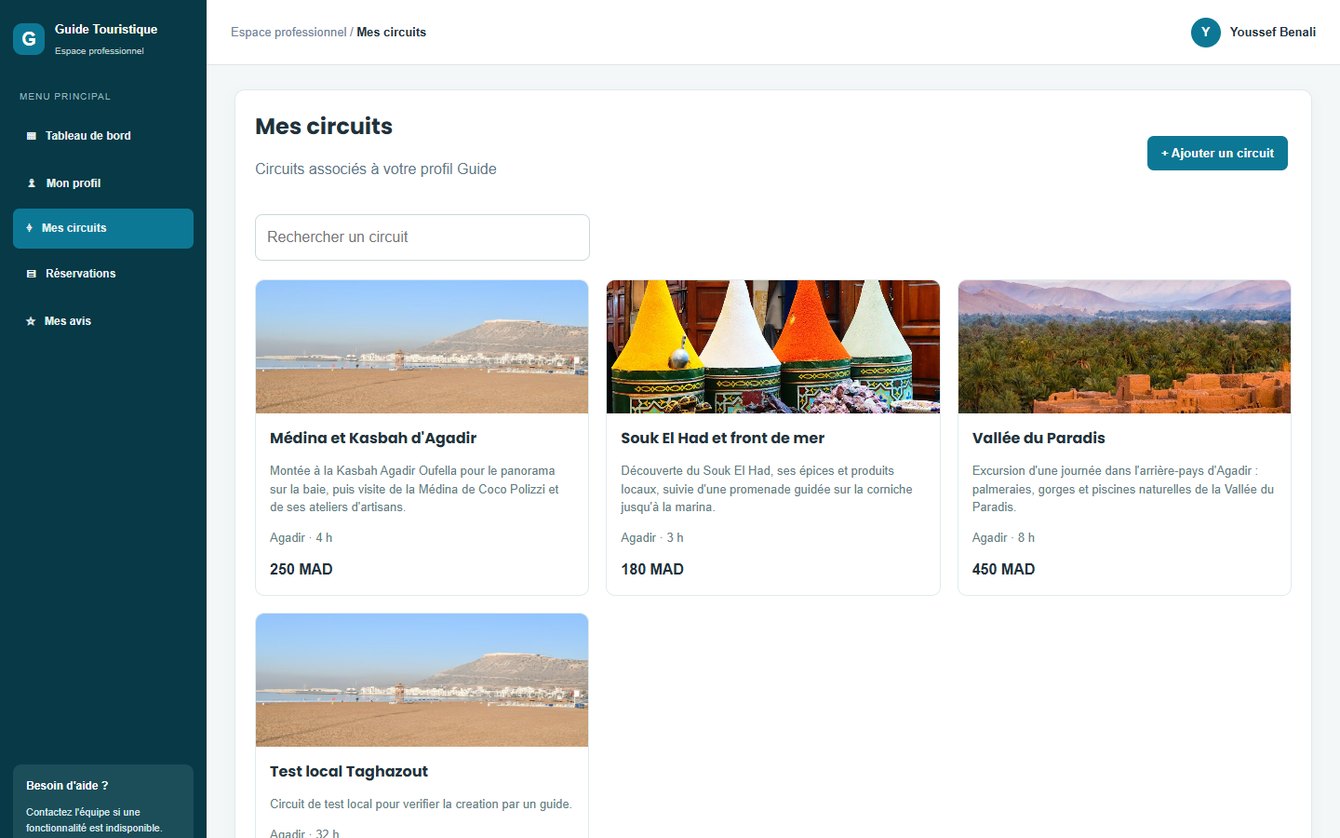 G
Guide Touristique
Espace professionnel
MENU PRINCIPAL
Tableau de bord
Mon profil
Mes circuits
Réservations
Mes avis
Besoin d'aide ?
Contactez l'équipe si une
fonctionnalité est indisponible.
Espace professionnel / Mes circuits
Y
Youssef Benali
Mes circuits
Circuits associés à votre profil Guide
+ Ajouter un circuit
Rechercher un circuit
Médina et Kasbah d'Agadir
Montée à la Kasbah Agadir Oufella pour le panorama
sur la baie, puis visite de la Médina de Coco Polizzi et
de ses ateliers d'artisans.
Agadir · 4 h
250 MAD
Souk El Had et front de mer
Découverte du Souk El Had, ses épices et produits
locaux, suivie d'une promenade guidée sur la corniche
jusqu'à la marina.
Agadir · 3 h
180 MAD
Vallée du Paradis
Excursion d'une journée dans l'arrière-pays d'Agadir :
palmeraies, gorges et piscines naturelles de la Vallée du
Paradis.
Agadir · 8 h
450 MAD
Test local Taghazout
Circuit de test local pour verifier la creation par un guide.
Agadir · 32 h